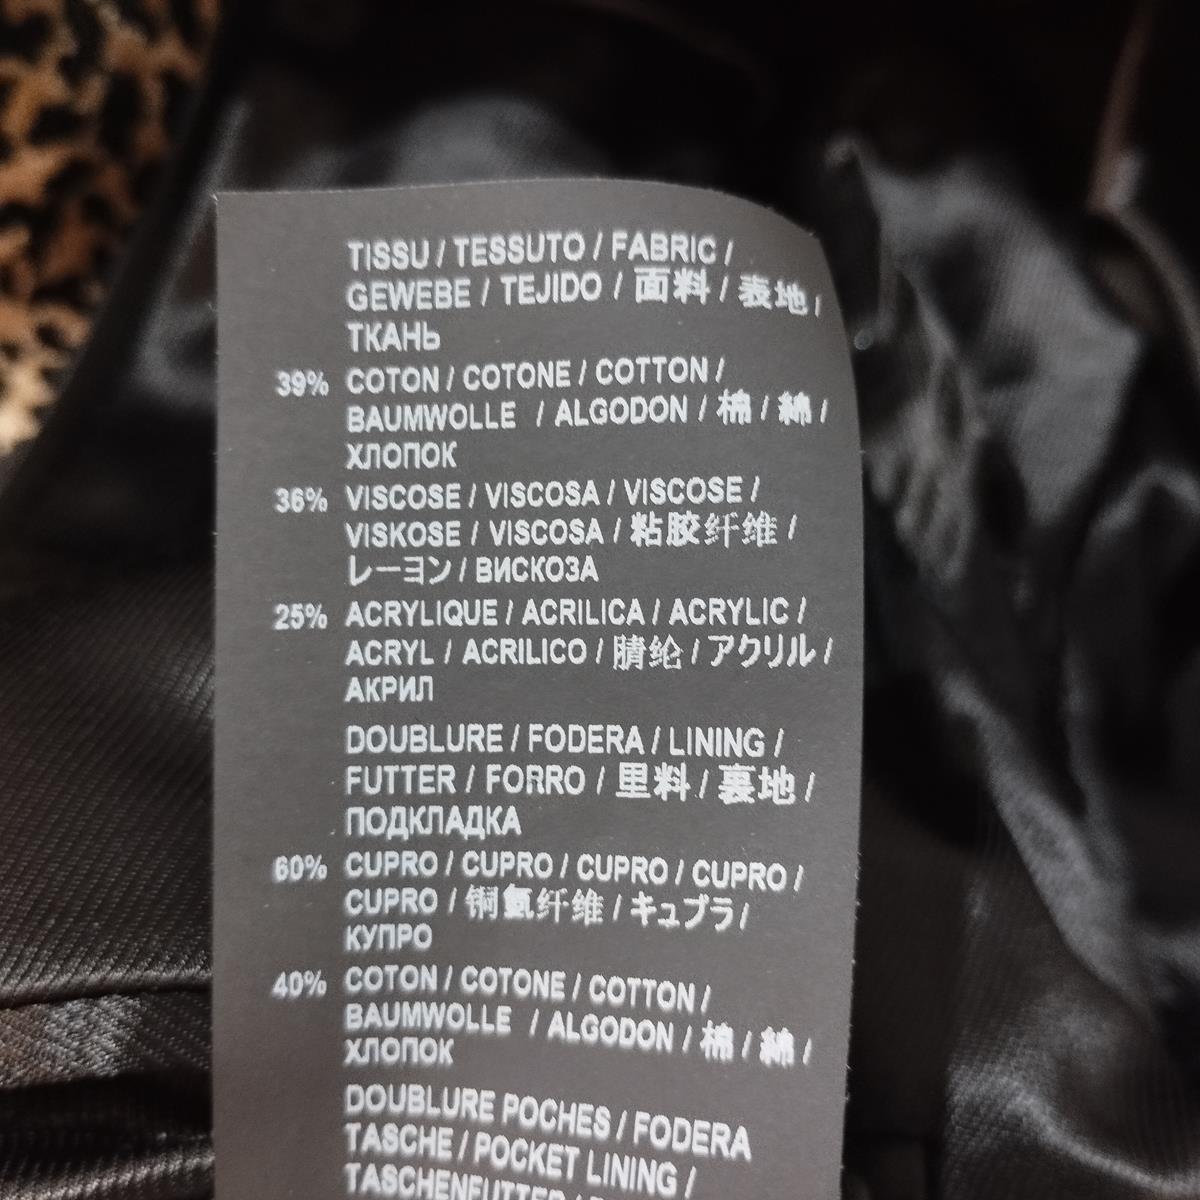 TISSU / TESSUTO / FABRIC /
GEWEBE / TEJIDO / 面料 / 表地 /
ТКАНЬ
39% COTON / COTONE / COTTON /
BAUMWOLLE / ALGODON / 棉 / 綿 /
ХЛОПОК
36% VISCOSE / VISCOSA / VISCOSE /
VISKOSE / VISCOSA / 粘胶纤维 /
レーヨン / ВИСКОЗА
25% ACRYLIQUE / ACRILICA / ACRYLIC /
ACRYL / ACRILICO / 腈纶 / アクリル /
АКРИЛ
DOUBLURE / FODERA / LINING /
FUTTER / FORRO / 里料 / 裏地 /
ПОДКЛАДКА
60% CUPRO / CUPRO / CUPRO / CUPRO /
CUPRO / 铜氨纤维 / キュプラ /
КУПРО
40% COTON / COTONE / COTTON /
BAUMWOLLE / ALGODON / 棉 / 綿 /
ХЛОПОК
DOUBLURE POCHES / FODERA
TASCHE / POCKET LINING /
TASCHENFUTTER /